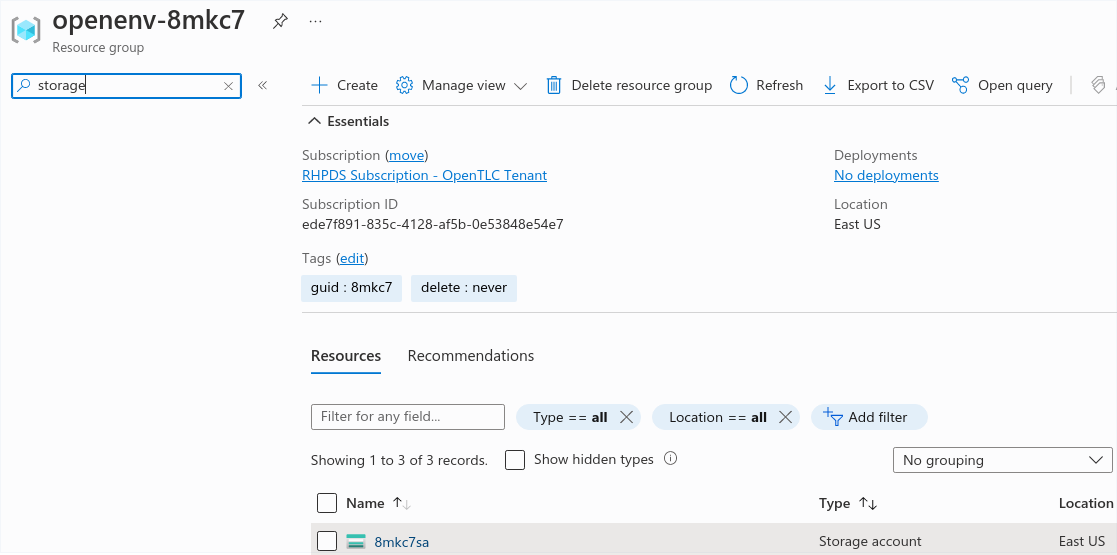 openenv-8mkc7
Resource group
storage
Create Manage view Delete resource group Refresh Export to CSV Open query
Essentials
Subscription (move)
RHPDS Subscription - OpenTLC Tenant
Deployments
No deployments
Subscription ID
ede7f891-835c-4128-af5b-0e53848e54e7
Location
East US
Tags (edit)
guid : 8mkc7 delete : never
Resources Recommendations
Filter for any field... Type == all Location == all Add filter
Showing 1 to 3 of 3 records. Show hidden types No grouping
Name Type Location
8mkc7sa Storage account East US